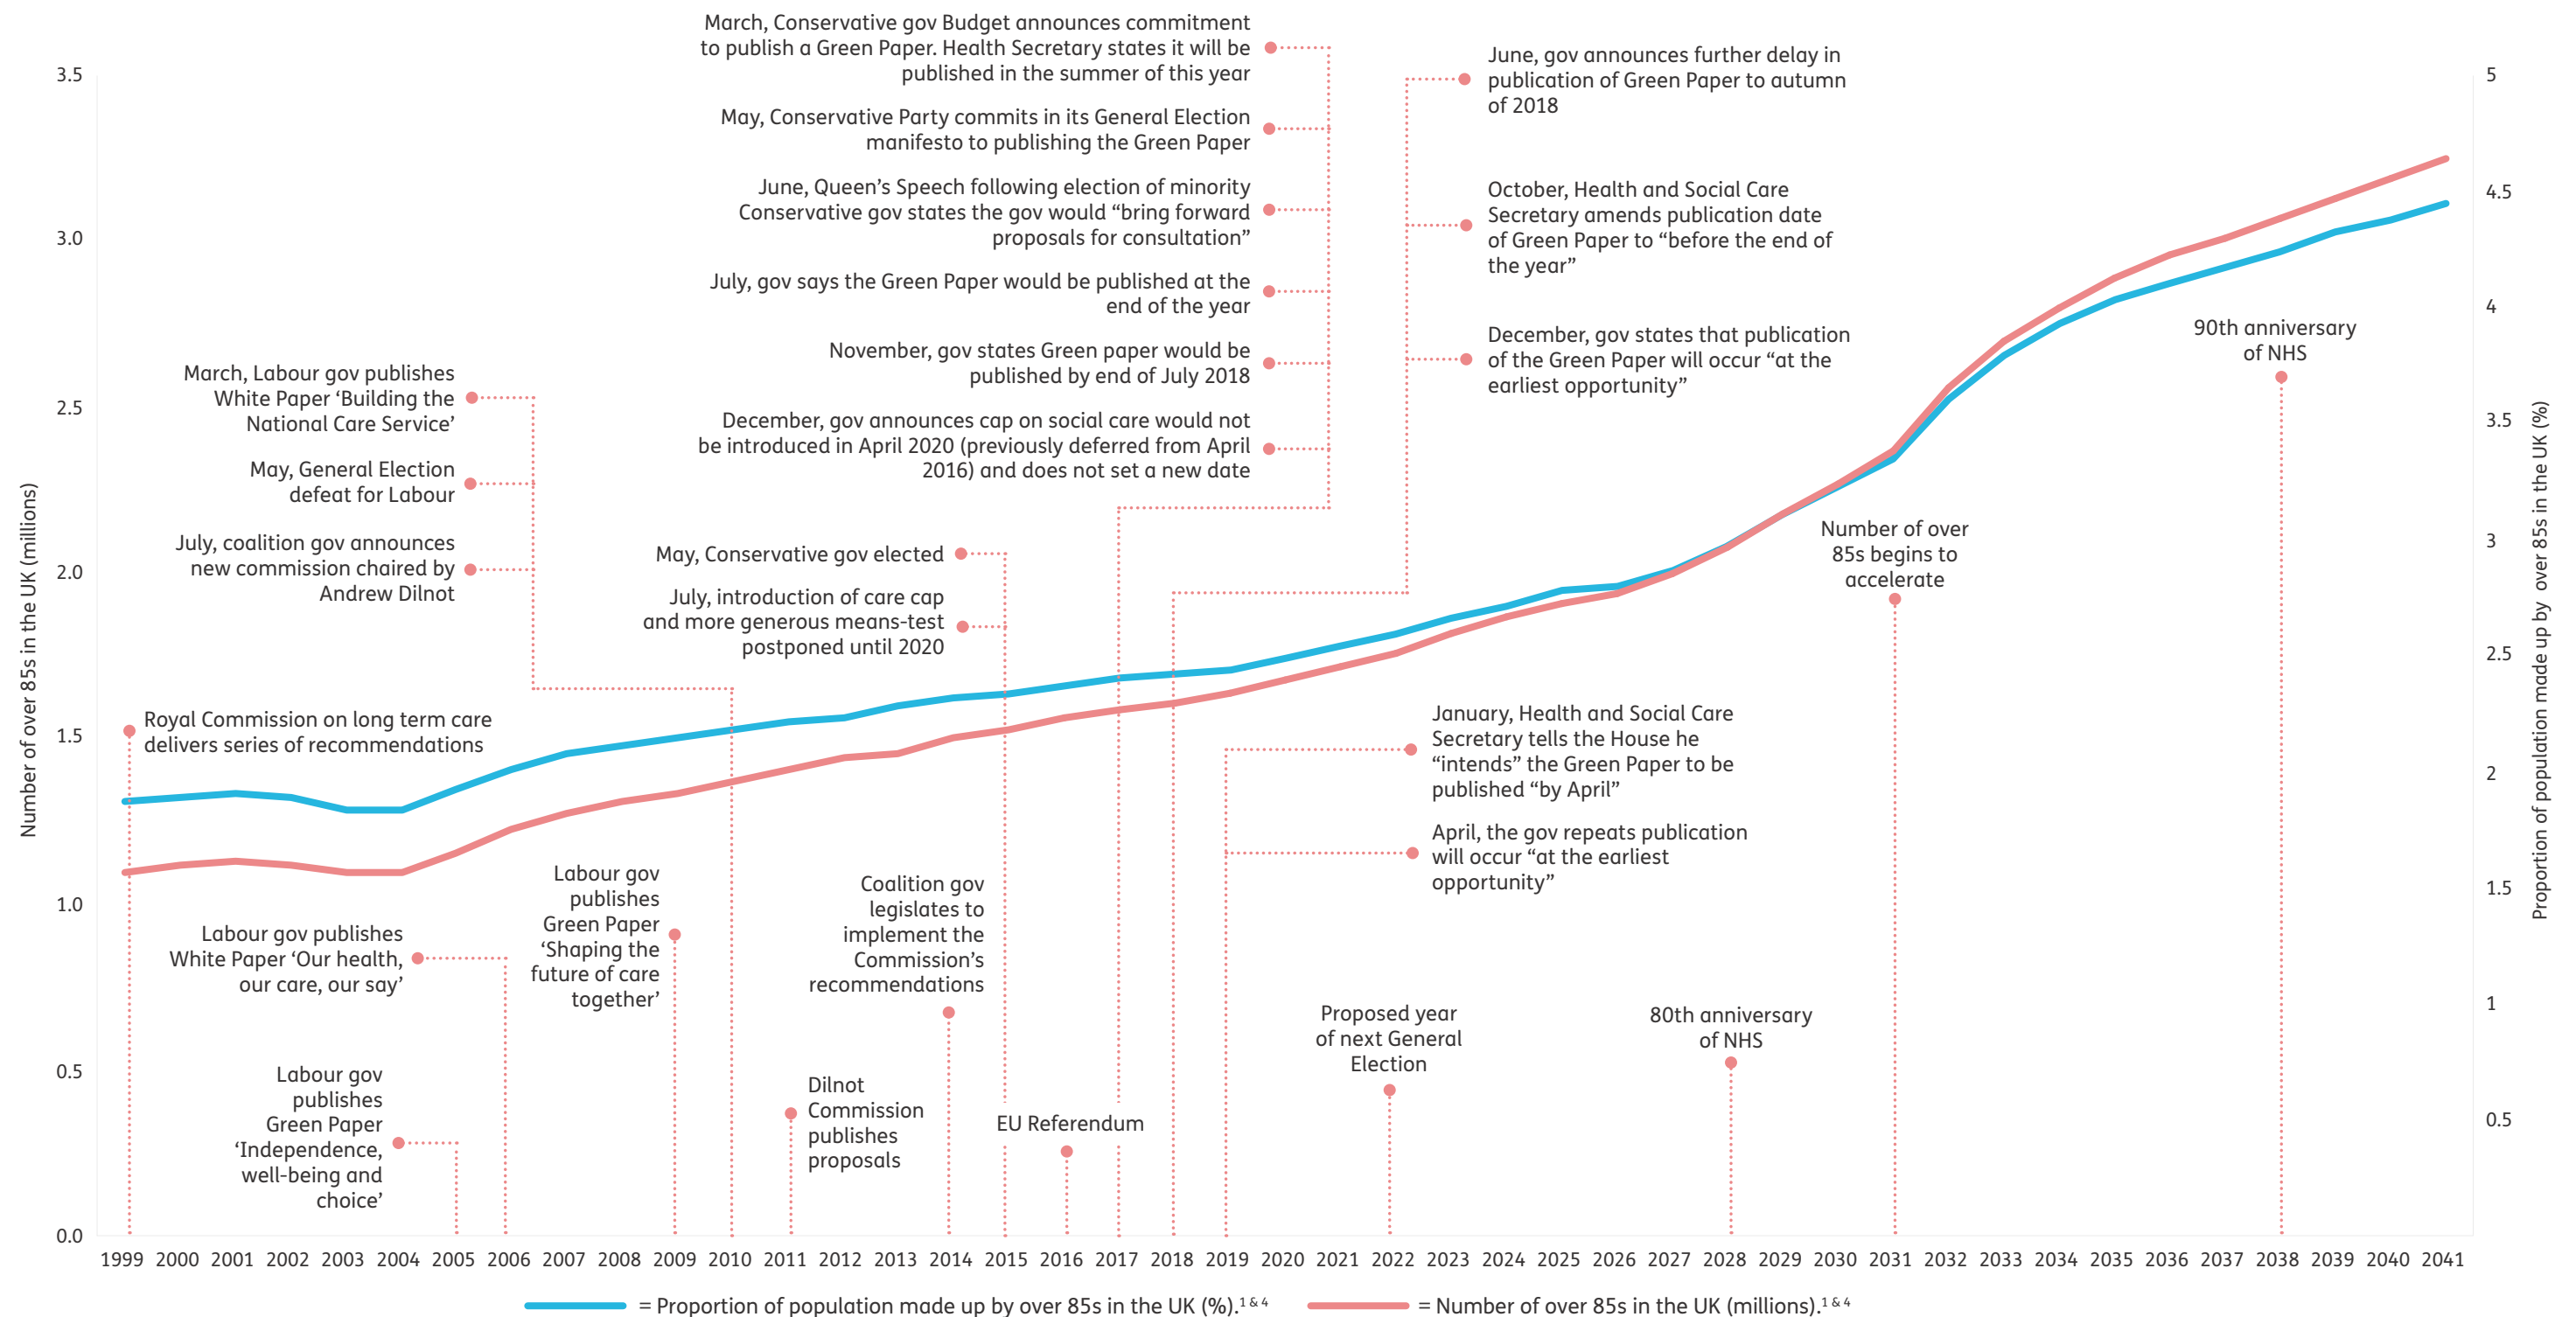 March, Conservative gov Budget announces commitment
to publish a Green Paper. Health Secretary states it will be
published in the summer of this year
May, Conservative Party commits in its General Election
manifesto to publishing the Green Paper
June, Queen’s Speech following election of minority
Conservative gov states the gov would “bring forward
proposals for consultation”
July, gov says the Green Paper would be published at the
end of the year
November, gov states Green paper would be
published by end of July 2018
December, gov announces cap on social care would not
be introduced in April 2020 (previously deferred from April
2016) and does not set a new date
June, gov announces further delay in
publication of Green Paper to autumn
of 2018
October, Health and Social Care
Secretary amends publication date
of Green Paper to “before the end of
the year”
December, gov states that publication
of the Green Paper will occur “at the
earliest opportunity”
90th anniversary
of NHS
March, Labour gov publishes
White Paper ‘Building the
National Care Service’
May, General Election
defeat for Labour
July, coalition gov announces
new commission chaired by
Andrew Dilnot
May, Conservative gov elected
July, introduction of care cap
and more generous means-test
postponed until 2020
Number of over
85s begins to
accelerate
Royal Commission on long term care
delivers series of recommendations
January, Health and Social Care
Secretary tells the House he
“intends” the Green Paper to be
published “by April”
April, the gov repeats publication
will occur “at the earliest
opportunity”
Labour gov publishes
White Paper ‘Our health,
our care, our say’
Labour gov
publishes
Green Paper
‘Shaping the
future of care
together’
Coalition gov
legislates to
implement the
Commission’s
recommendations
Labour gov
publishes
Green Paper
‘Independence,
well-being and
choice’
Dilnot
Commission
publishes
proposals
EU Referendum
Proposed year
of next General
Election
80th anniversary
of NHS
Number of over 85s in the UK (millions)
3.5
3.0
2.5
2.0
1.5
1.0
0.5
0.0
Proportion of population made up by over 85s in the UK (%)
5
4.5
4
3.5
3
2.5
2
1.5
1
0.5
1999 2000 2001 2002 2003 2004 2005 2006 2007 2008 2009 2010 2011 2012 2013 2014 2015 2016 2017 2018 2019 2020 2021 2022 2023 2024 2025 2026 2027 2028 2029 2030 2031 2032 2033 2034 2035 2036 2037 2038 2039 2040 2041
= Proportion of population made up by over 85s in the UK (%).1 & 4
= Number of over 85s in the UK (millions).1 & 4